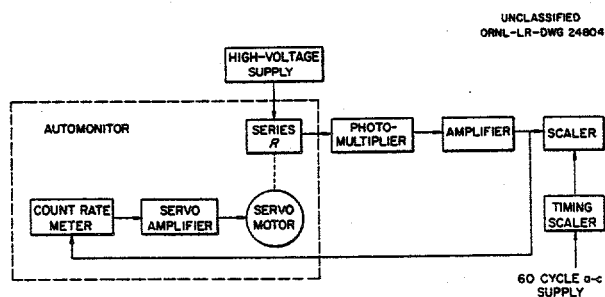 UNCLASSIFIED
ORNL-LR-DWG 24804
HIGH-VOLTAGE
SUPPLY
AUTOMONITOR
SERIES
R
PHOTO-
MULTIPLIER
AMPLIFIER
SCALER
COUNT RATE
METER
SERVO
AMPLIFIER
SERVO
MOTOR
TIMING
SCALER
60 CYCLE a-c
SUPPLY